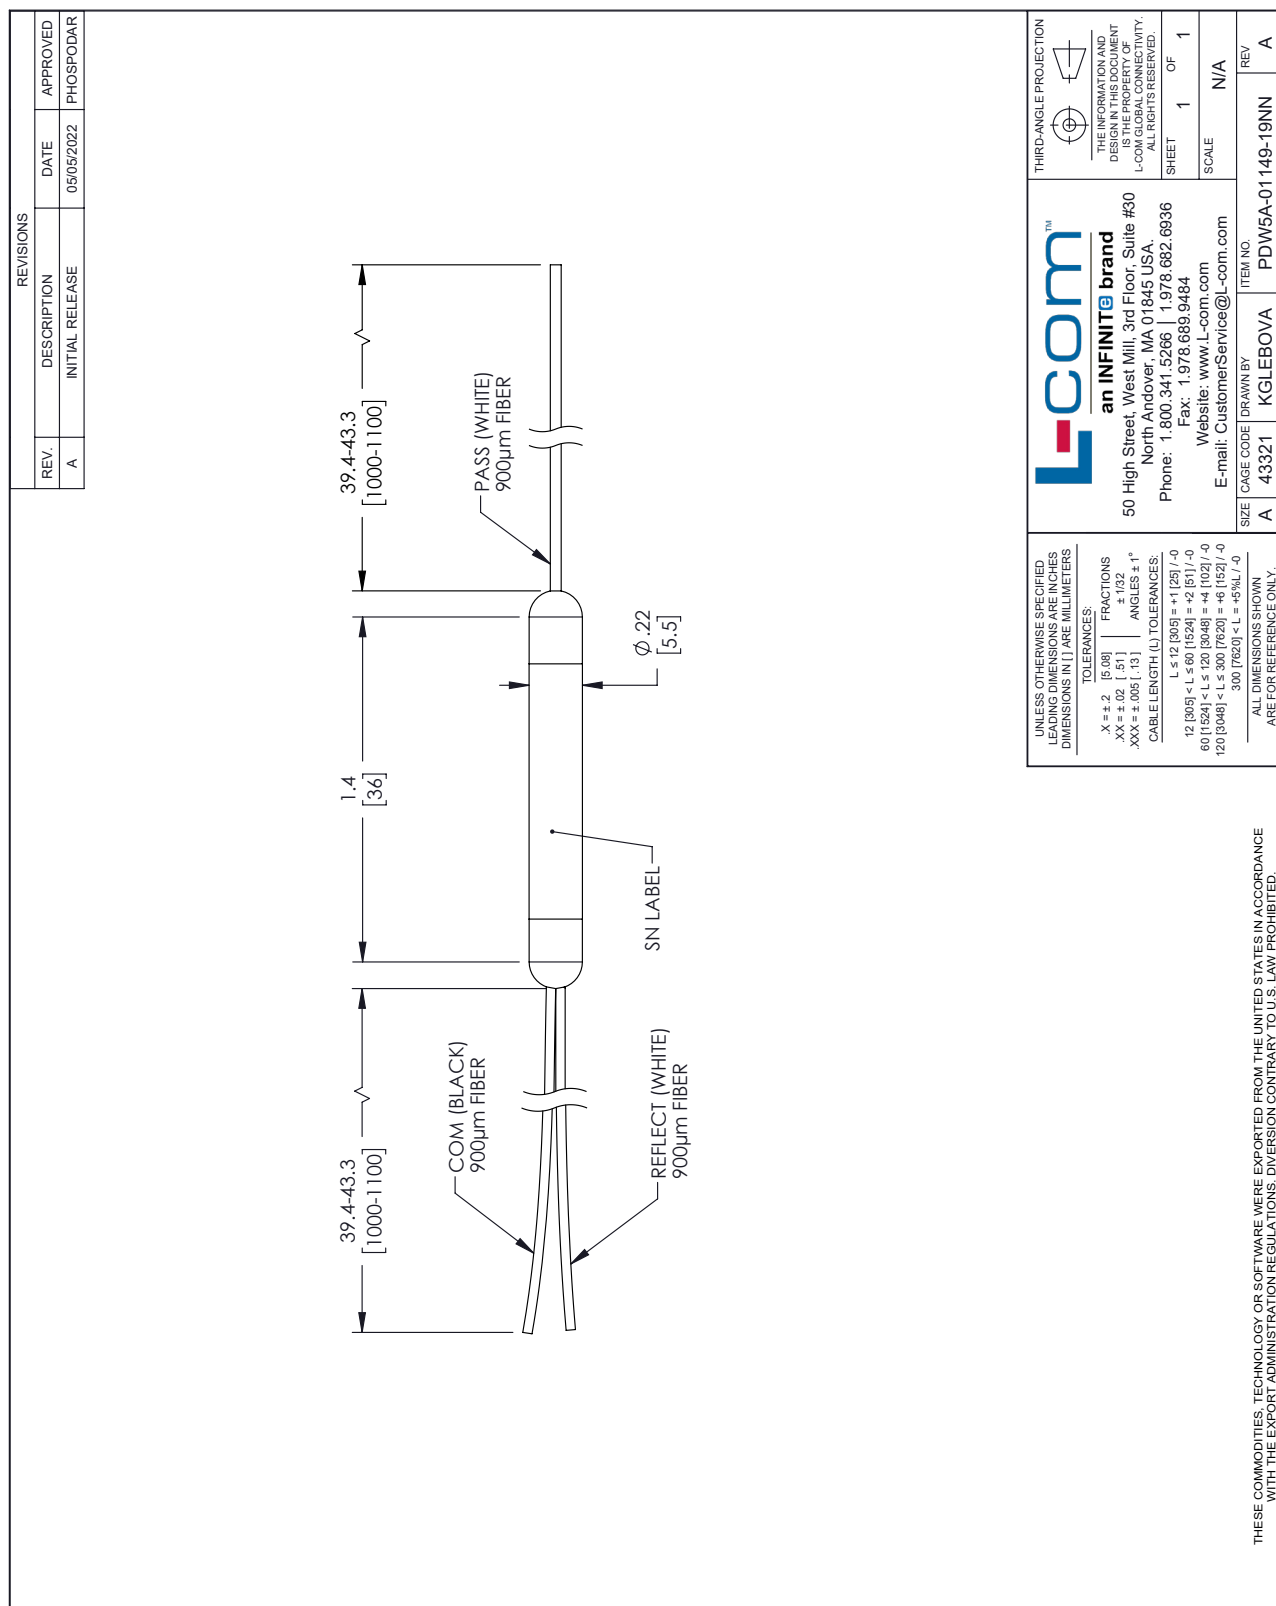 REVISIONS
REV. DESCRIPTION DATE APPROVED
A INITIAL RELEASE 05/05/2022 PHOSPODAR
39.4-43.3
[1000-1100]
1.4
[36]
39.4-43.3
[1000-1100]
COM (BLACK)
900µm FIBER
PASS (WHITE)
900µm FIBER
REFLECT (WHITE)
900µm FIBER
SN LABEL
Ø.22
[5.5]
UNLESS OTHERWISE SPECIFIED
LEADING DIMENSIONS ARE INCHES
DIMENSIONS IN [ ] ARE MILLIMETERS
TOLERANCES:
.X = ± .2 [5.08] FRACTIONS
.XX = ± .02 [ .51 ] ± 1/32
.XXX = ± .005 [ .13 ] ANGLES ± 1°
CABLE LENGTH (L) TOLERANCES:
L ≤ 12 [305] = +1 [25] / -0
12 [305] < L ≤ 60 [1524] = +2 [51] / -0
60 [1524] < L ≤ 120 [3048] = +4 [102] / -0
120 [3048] < L ≤ 300 [7620] = +6 [152] / -0
300 [7620] < L = +5%L / -0
ALL DIMENSIONS SHOWN
ARE FOR REFERENCE ONLY.
L-com™
an INFINITe brand
50 High Street, West Mill, 3rd Floor, Suite #30
North Andover, MA 01845 USA.
Phone: 1.800.341.5266 | 1.978.682.6936
Fax: 1.978.689.9484
Website: www.L-com.com
E-mail: CustomerService@L-com.com
THIRD-ANGLE PROJECTION
THE INFORMATION AND
DESIGN IN THIS DOCUMENT
IS THE PROPERTY OF
L-COM GLOBAL CONNECTIVITY.
ALL RIGHTS RESERVED.
SHEET 1 OF 1
SCALE N/A
SIZE A
CAGE CODE 43321
DRAWN BY KGLEBOVA
ITEM NO. PDW5A-01149-19NN
REV A
THESE COMMODITIES, TECHNOLOGY OR SOFTWARE WERE EXPORTED FROM THE UNITED STATES IN ACCORDANCE
WITH THE EXPORT ADMINISTRATION REGULATIONS. DIVERSION CONTRARY TO U.S. LAW PROHIBITED.